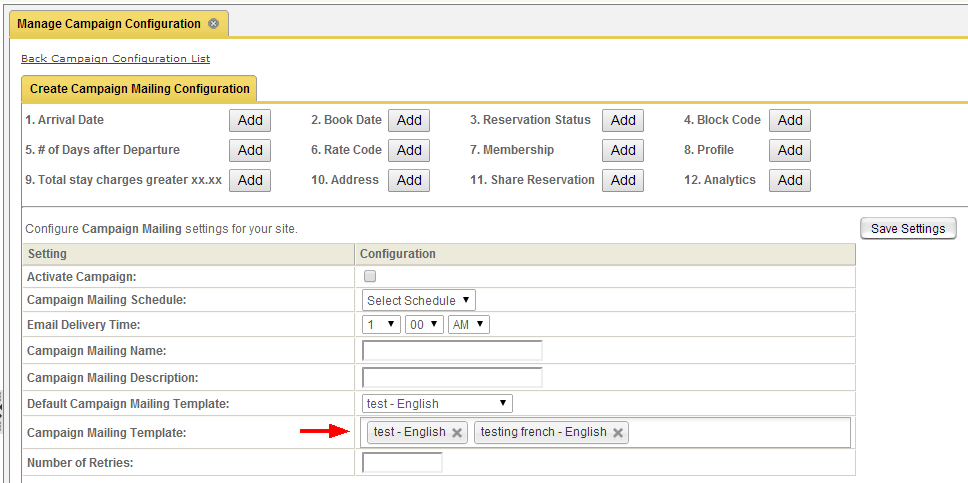 Manage Campaign Configuration
Back Campaign Configuration List
Create Campaign Mailing Configuration
1. Arrival Date Add 2. Book Date Add 3. Reservation Status Add 4. Block Code Add
5. # of Days after Departure Add 6. Rate Code Add 7. Membership Add 8. Profile Add
9. Total stay charges greater xx.xx Add 10. Address Add 11. Share Reservation Add 12. Analytics Add
Configure Campaign Mailing settings for your site. Save Settings
Setting Configuration
Activate Campaign:
Campaign Mailing Schedule: Select Schedule
Email Delivery Time: 1 00 AM
Campaign Mailing Name:
Campaign Mailing Description:
Default Campaign Mailing Template: test - English
Campaign Mailing Template: test - English testing french - English
Number of Retries: